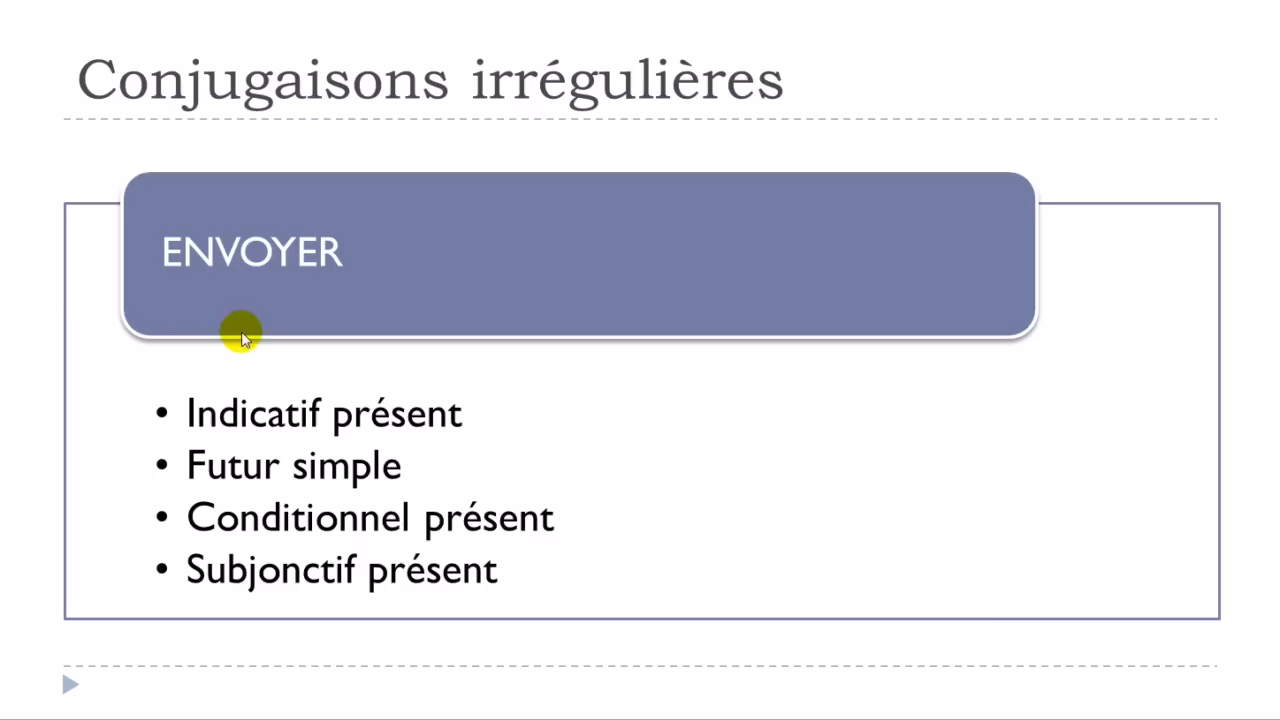 Conjugaisons irrégulières
ENVOYER
• Indicatif présent
• Futur simple
• Conditionnel présent
• Subjonctif présent